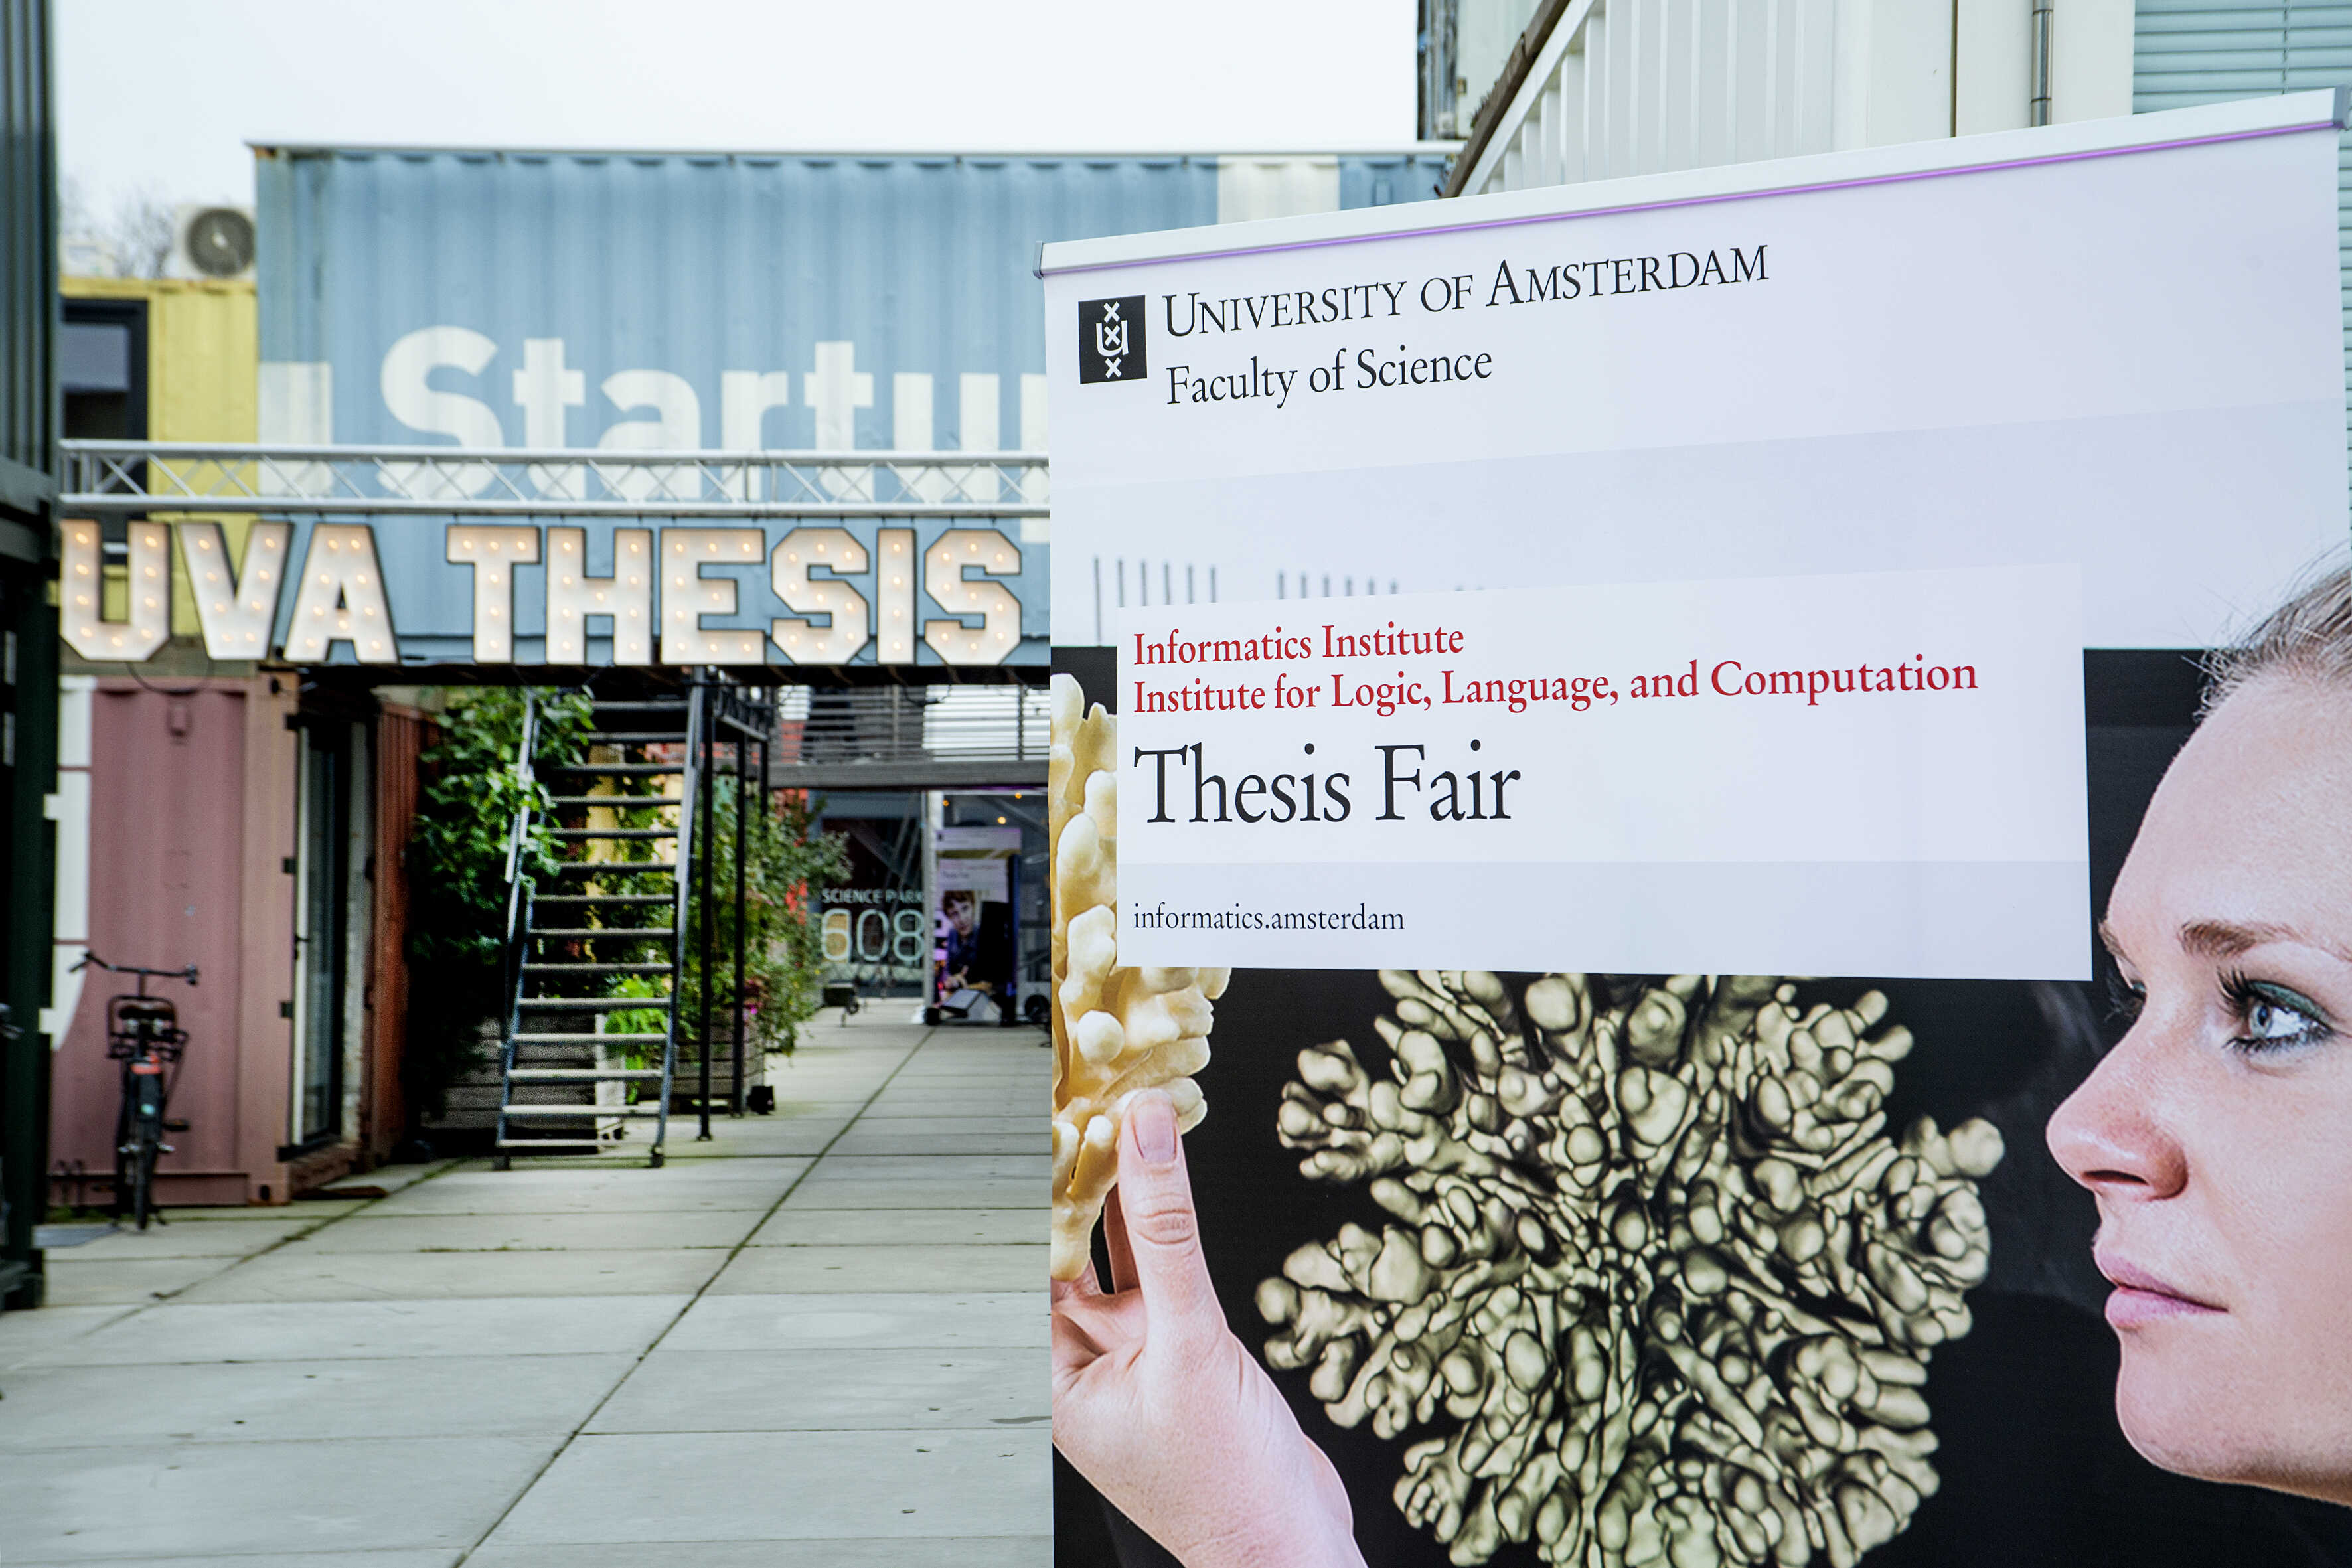 Startu
UVA THESIS
SCIENCE PARK
608
UNIVERSITY OF AMSTERDAM
Faculty of Science
Informatics Institute
Institute for Logic, Language, and Computation
Thesis Fair
informatics.amsterdam